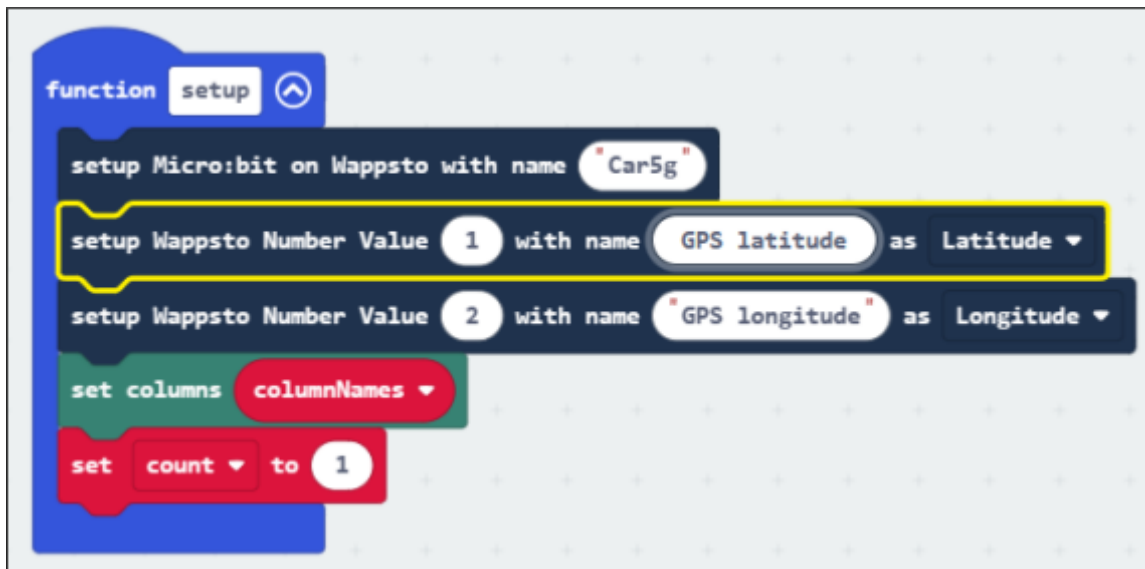 function setup
setup Micro:bit on Wappsto with name "Car5g"
setup Wappsto Number Value 1 with name GPS latitude as Latitude
setup Wappsto Number Value 2 with name "GPS longitude" as Longitude
set columns columnNames
set count to 1